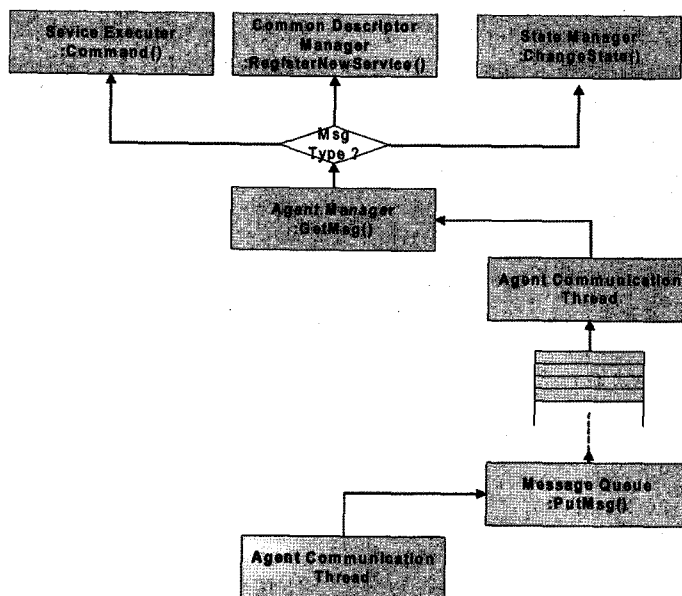 Sevice Executer
:Command()
Common Descriptor
Manager
:RegisterNewService()
State Manager
:ChangeState()
Msg
Type ?
Agent Manager
:GetMsg()
Agent Communication
Thread
Message Queue
:PutMsg()
Agent Communication
Thread